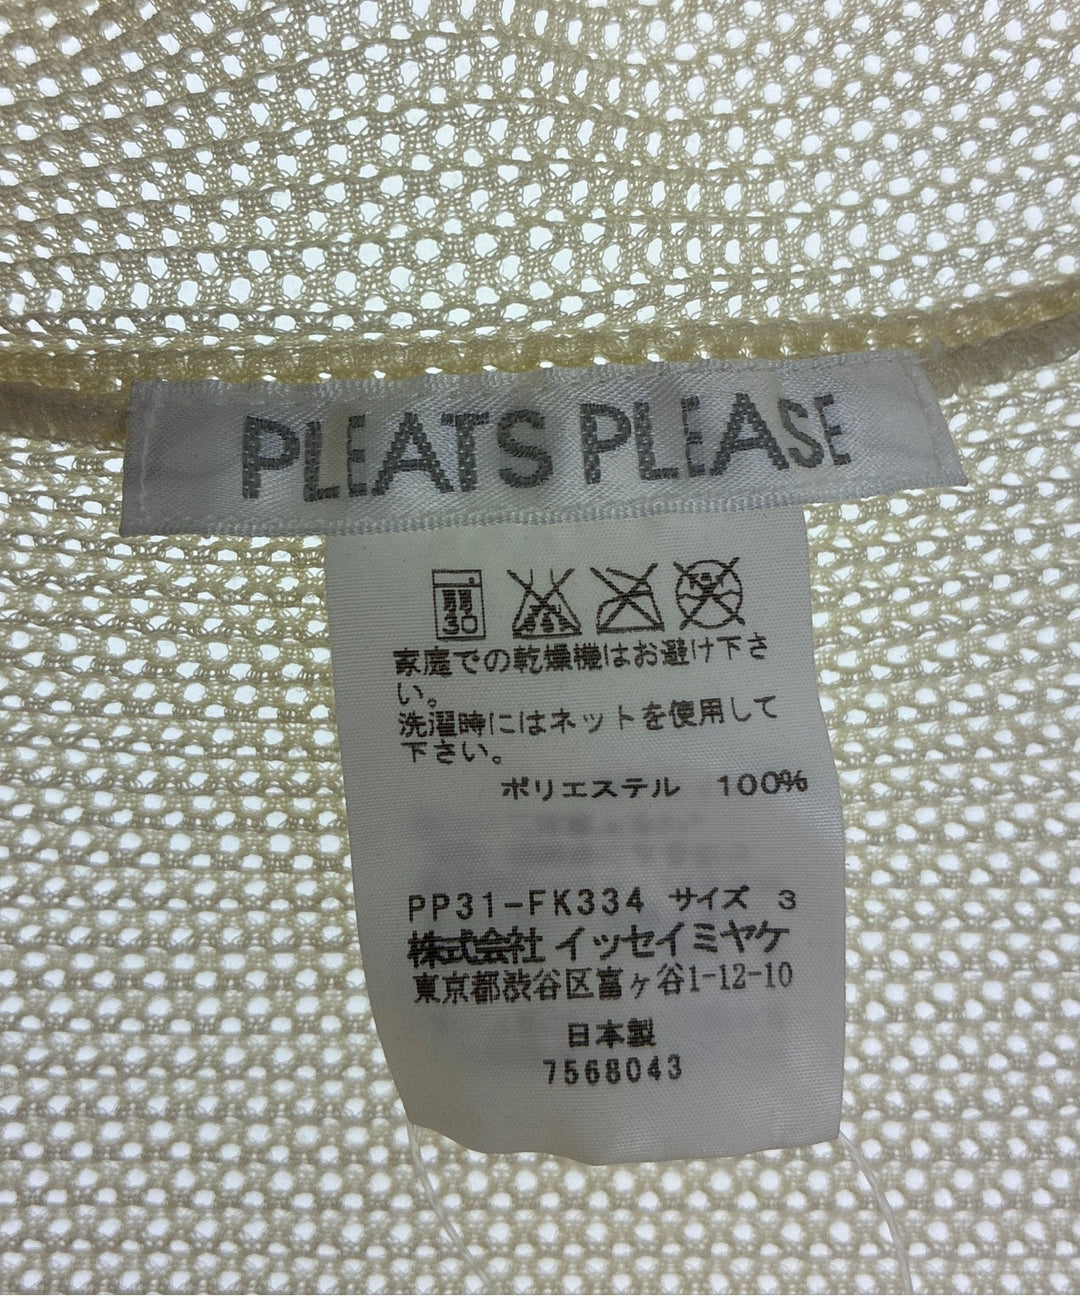 PLEATS PLEASE
30
家庭での乾燥機はお避け下さ
い。
洗濯時にはネットを使用して
下さい。
ポリエステル 100%
PP31-FK334 サイズ 3
株式会社 イッセイミヤケ
東京都渋谷区富ヶ谷1-12-10
日本製
7568043